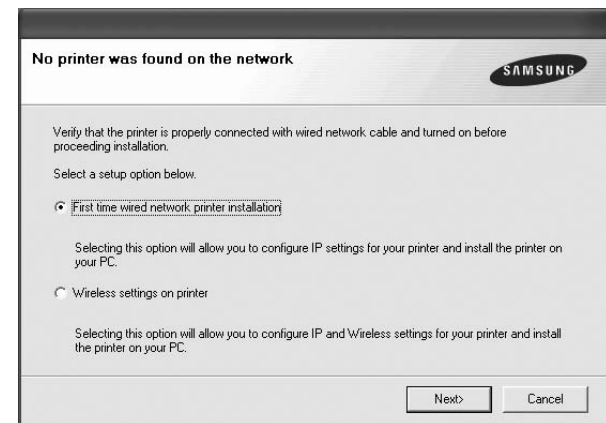 No printer was found on the network
SAMSUNG
Verify that the printer is properly connected with wired network cable and turned on before
proceeding installation.
Select a setup option below.
First time wired network printer installation
Selecting this option will allow you to configure IP settings for your printer and install the printer on
your PC.
Wireless settings on printer
Selecting this option will allow you to configure IP and Wireless settings for your printer and install
the printer on your PC.
Next>
Cancel